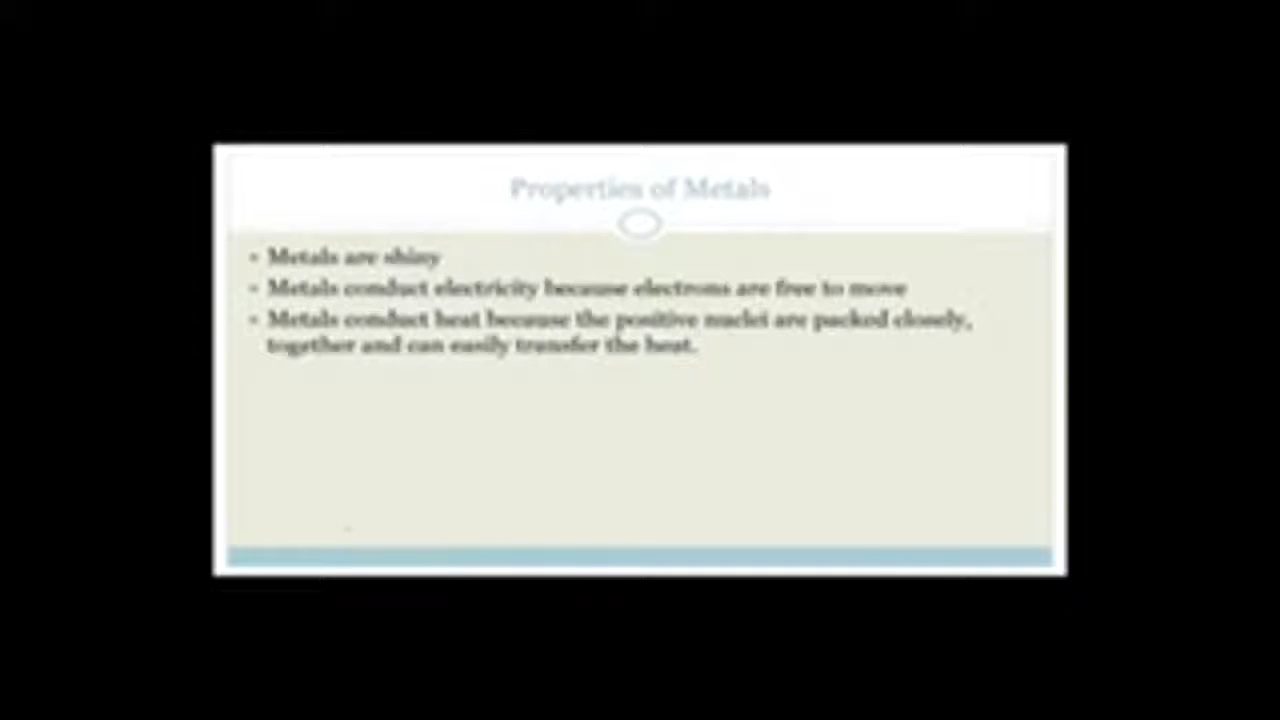 Properties of Metals
• Metals are shiny
• Metals conduct electricity because electrons are free to move
• Metals conduct heat because the positive nuclei are packed closely,
together and can easily transfer the heat.